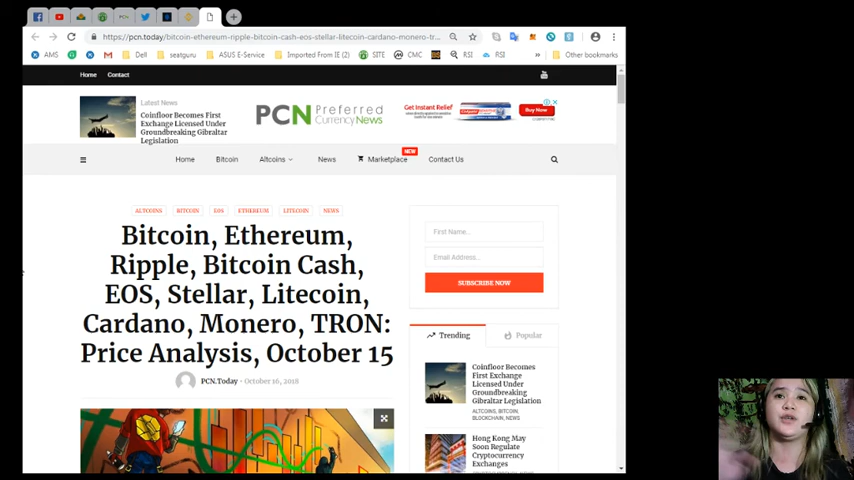 https://pcn.today/bitcoin-ethereum-ripple-bitcoin-cash-eos-stellar-litecoin-cardano-monero-tr...
AMS
Dell
seatguru
ASUS E-Service
Imported From IE (2)
SITE
CMC
RSI
RSI
»
Other bookmarks
Home
Contact
Latest News
Coinfloor Becomes
First Exchange
Licensed Under
Groundbreaking Gibraltar
Legislation
PCN Preferred
Currency News
Get Instant Relief
Buy Now
Home
Bitcoin
Altcoins
News
Marketplace
NEW
Contact Us
ALTCOINS
BITCOIN
EOS
ETHEREUM
LITECOIN
NEWS
Bitcoin, Ethereum,
Ripple, Bitcoin Cash,
EOS, Stellar, Litecoin,
Cardano, Monero, TRON:
Price Analysis, October 15
PCN.Today - October 16, 2018
First Name...
Email Address...
SUBSCRIBE NOW
Trending
Popular
Coinfloor Becomes
First Exchange
Licensed Under
Groundbreaking
Gibraltar Legislation
ALTCOINS, BITCOIN,
BLOCKCHAIN, NEWS
Hong Kong May
Soon Regulate
Cryptocurrency
Exchanges